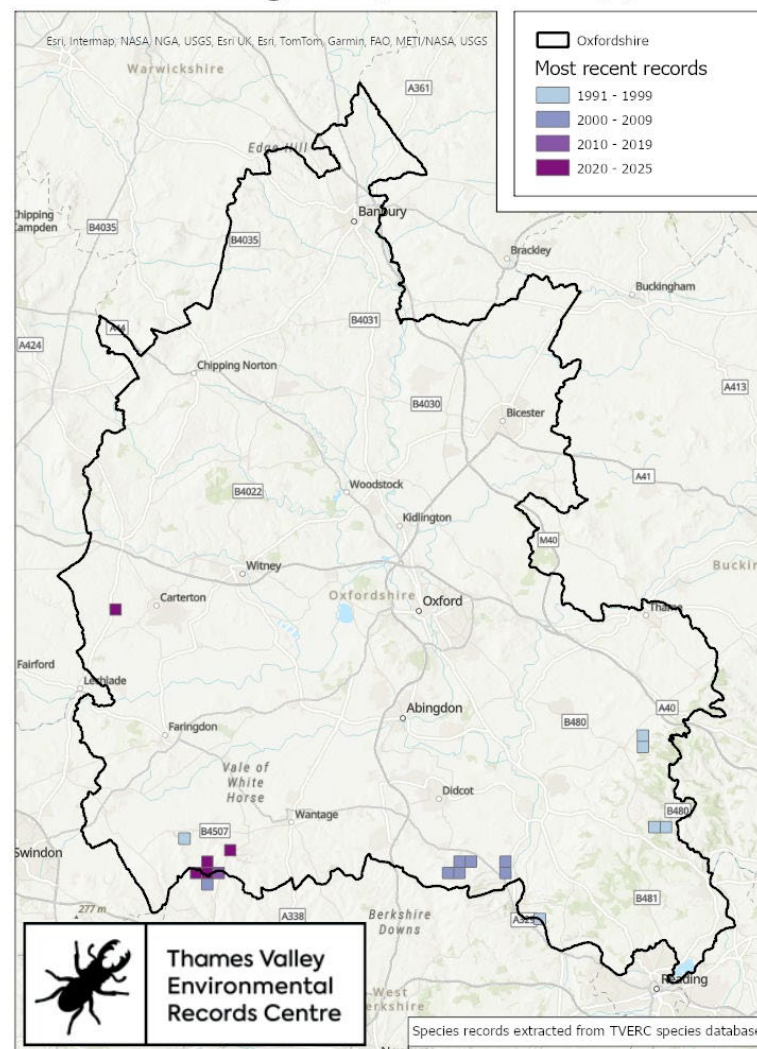 Esri, Intermap, NASA, NGA, USGS, Esri UK, Esri, TomTom, Garmin, FAO, METI/NASA, USGS
Oxfordshire
Most recent records
1991 - 1999
2000 - 2009
2010 - 2019
2020 - 2025
Warwickshire
A361
Edge Hill
Chipping
Campden
B4035
Banbury
B4035
Brackley
Buckingham
A44
B4031
A424
Chipping Norton
A413
B4030
Bicester
A41
B4022
Woodstock
Kidlington
M40
Witney
Carterton
Oxfordshire
Oxford
Thame
Fairford
Lechlade
Abingdon
A40
B480
Faringdon
Vale of
White
Horse
Didcot
B4507
Wantage
B480
Swindon
B481
277 m
A338
Berkshire
Downs
Reading
West
Thames Valley
Environmental
Records Centre
Species records extracted from TVERC species database